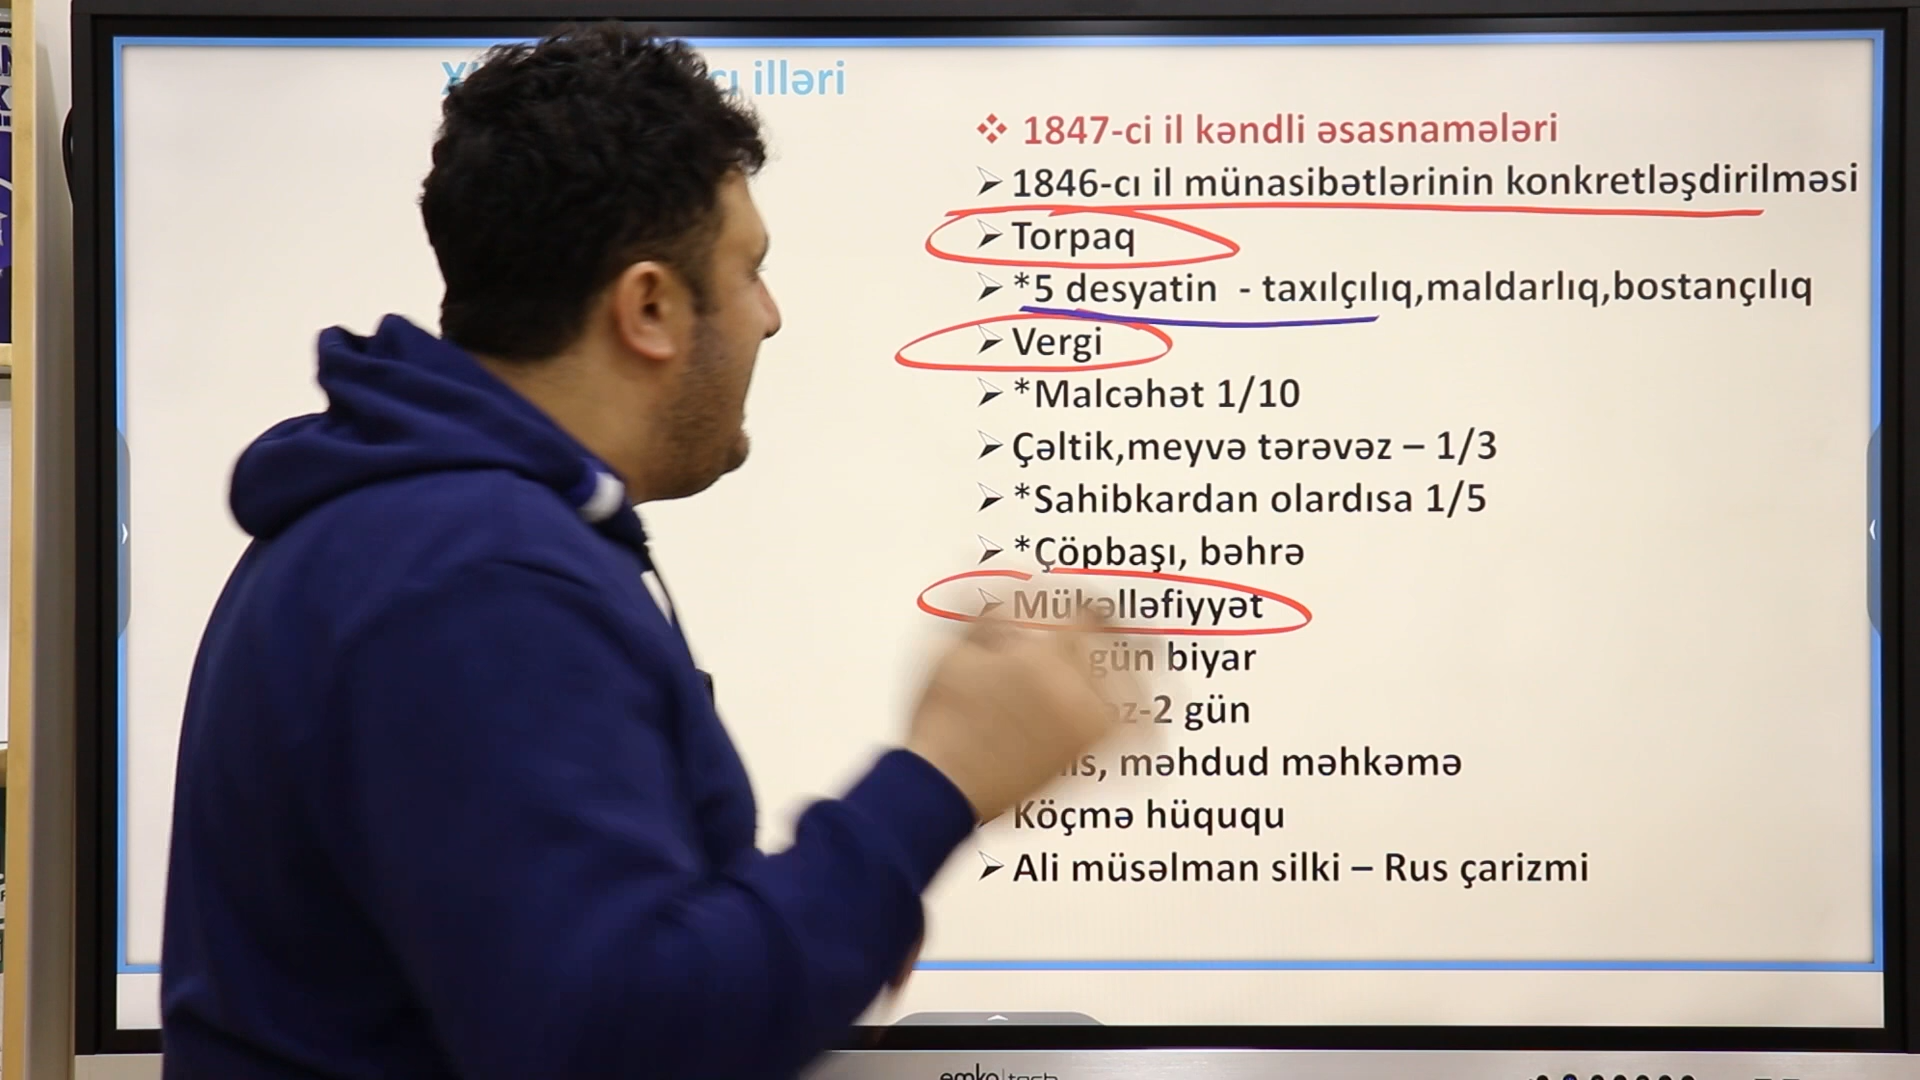 illəri
❖ 1847-ci il kəndli əsasnamələri
➢ 1846-cı il münasibətlərinin konkretləşdirilməsi
➢ Torpaq
➢ *5 desyatin - taxılçılıq,maldarlıq,bostançılıq
➢ Vergi
➢ *Malcəhət 1/10
➢ Çəltik,meyvə tərəvəz – 1/3
➢ *Sahibkardan olardısa 1/5
➢ *Çöpbaşı, bəhrə
➢ Mükəlləfiyyət
gün biyar
-2 gün
məhdud məhkəmə
Köçmə hüququ
➢ Ali müsəlman silki – Rus çarizmi